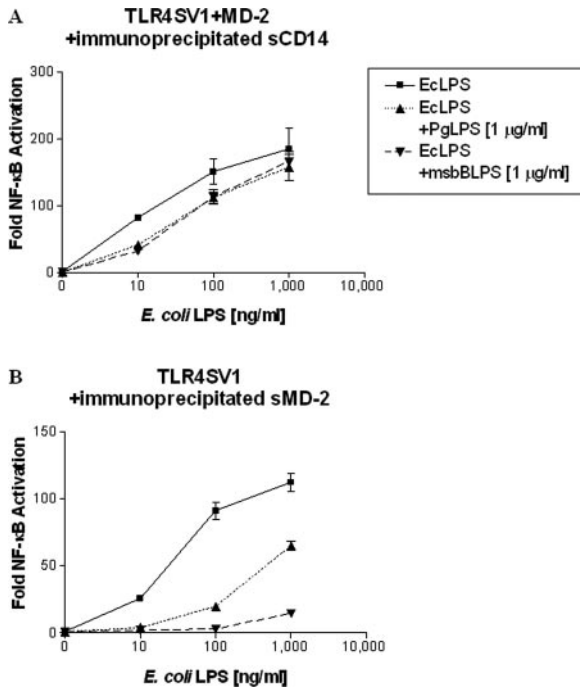 A
TLR4SV1+MD-2
+immunoprecipitated sCD14
Fold NF-κB Activation
300
200
100
0
0
10
100
1,000
10,000
E. coli LPS [ng/ml]
EcLPS
EcLPS
+PgLPS [1 µg/ml]
EcLPS
+msbBLPS [1 µg/ml]
B
TLR4SV1
+immunoprecipitated sMD-2
Fold NF-κB Activation
150
100
50
0
0
10
100
1,000
10,000
E. coli LPS [ng/ml]